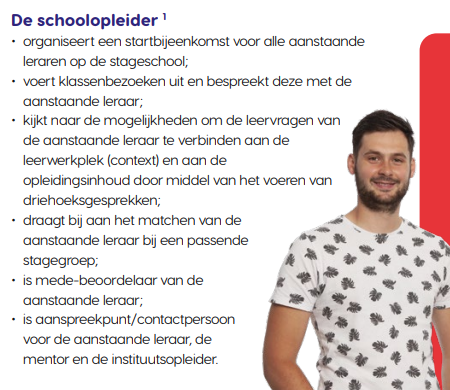 De schoolopleider ¹
• organiseert een startbijeenkomst voor alle aanstaande
leraren op de stageschool;
• voert klassenbezoeken uit en bespreekt deze met de
aanstaande leraar;
• kijkt naar de mogelijkheden om de leervragen van
de aanstaande leraar te verbinden aan de
leerwerkplek (context) en aan de
opleidingsinhoud door middel van het voeren van
driehoeksgesprekken;
• draagt bij aan het matchen van de
aanstaande leraar bij een passende
stagegroep;
• is mede-beoordelaar van de
aanstaande leraar;
• is aanspreekpunt/contactpersoon
voor de aanstaande leraar, de
mentor en de instituutsopleider.